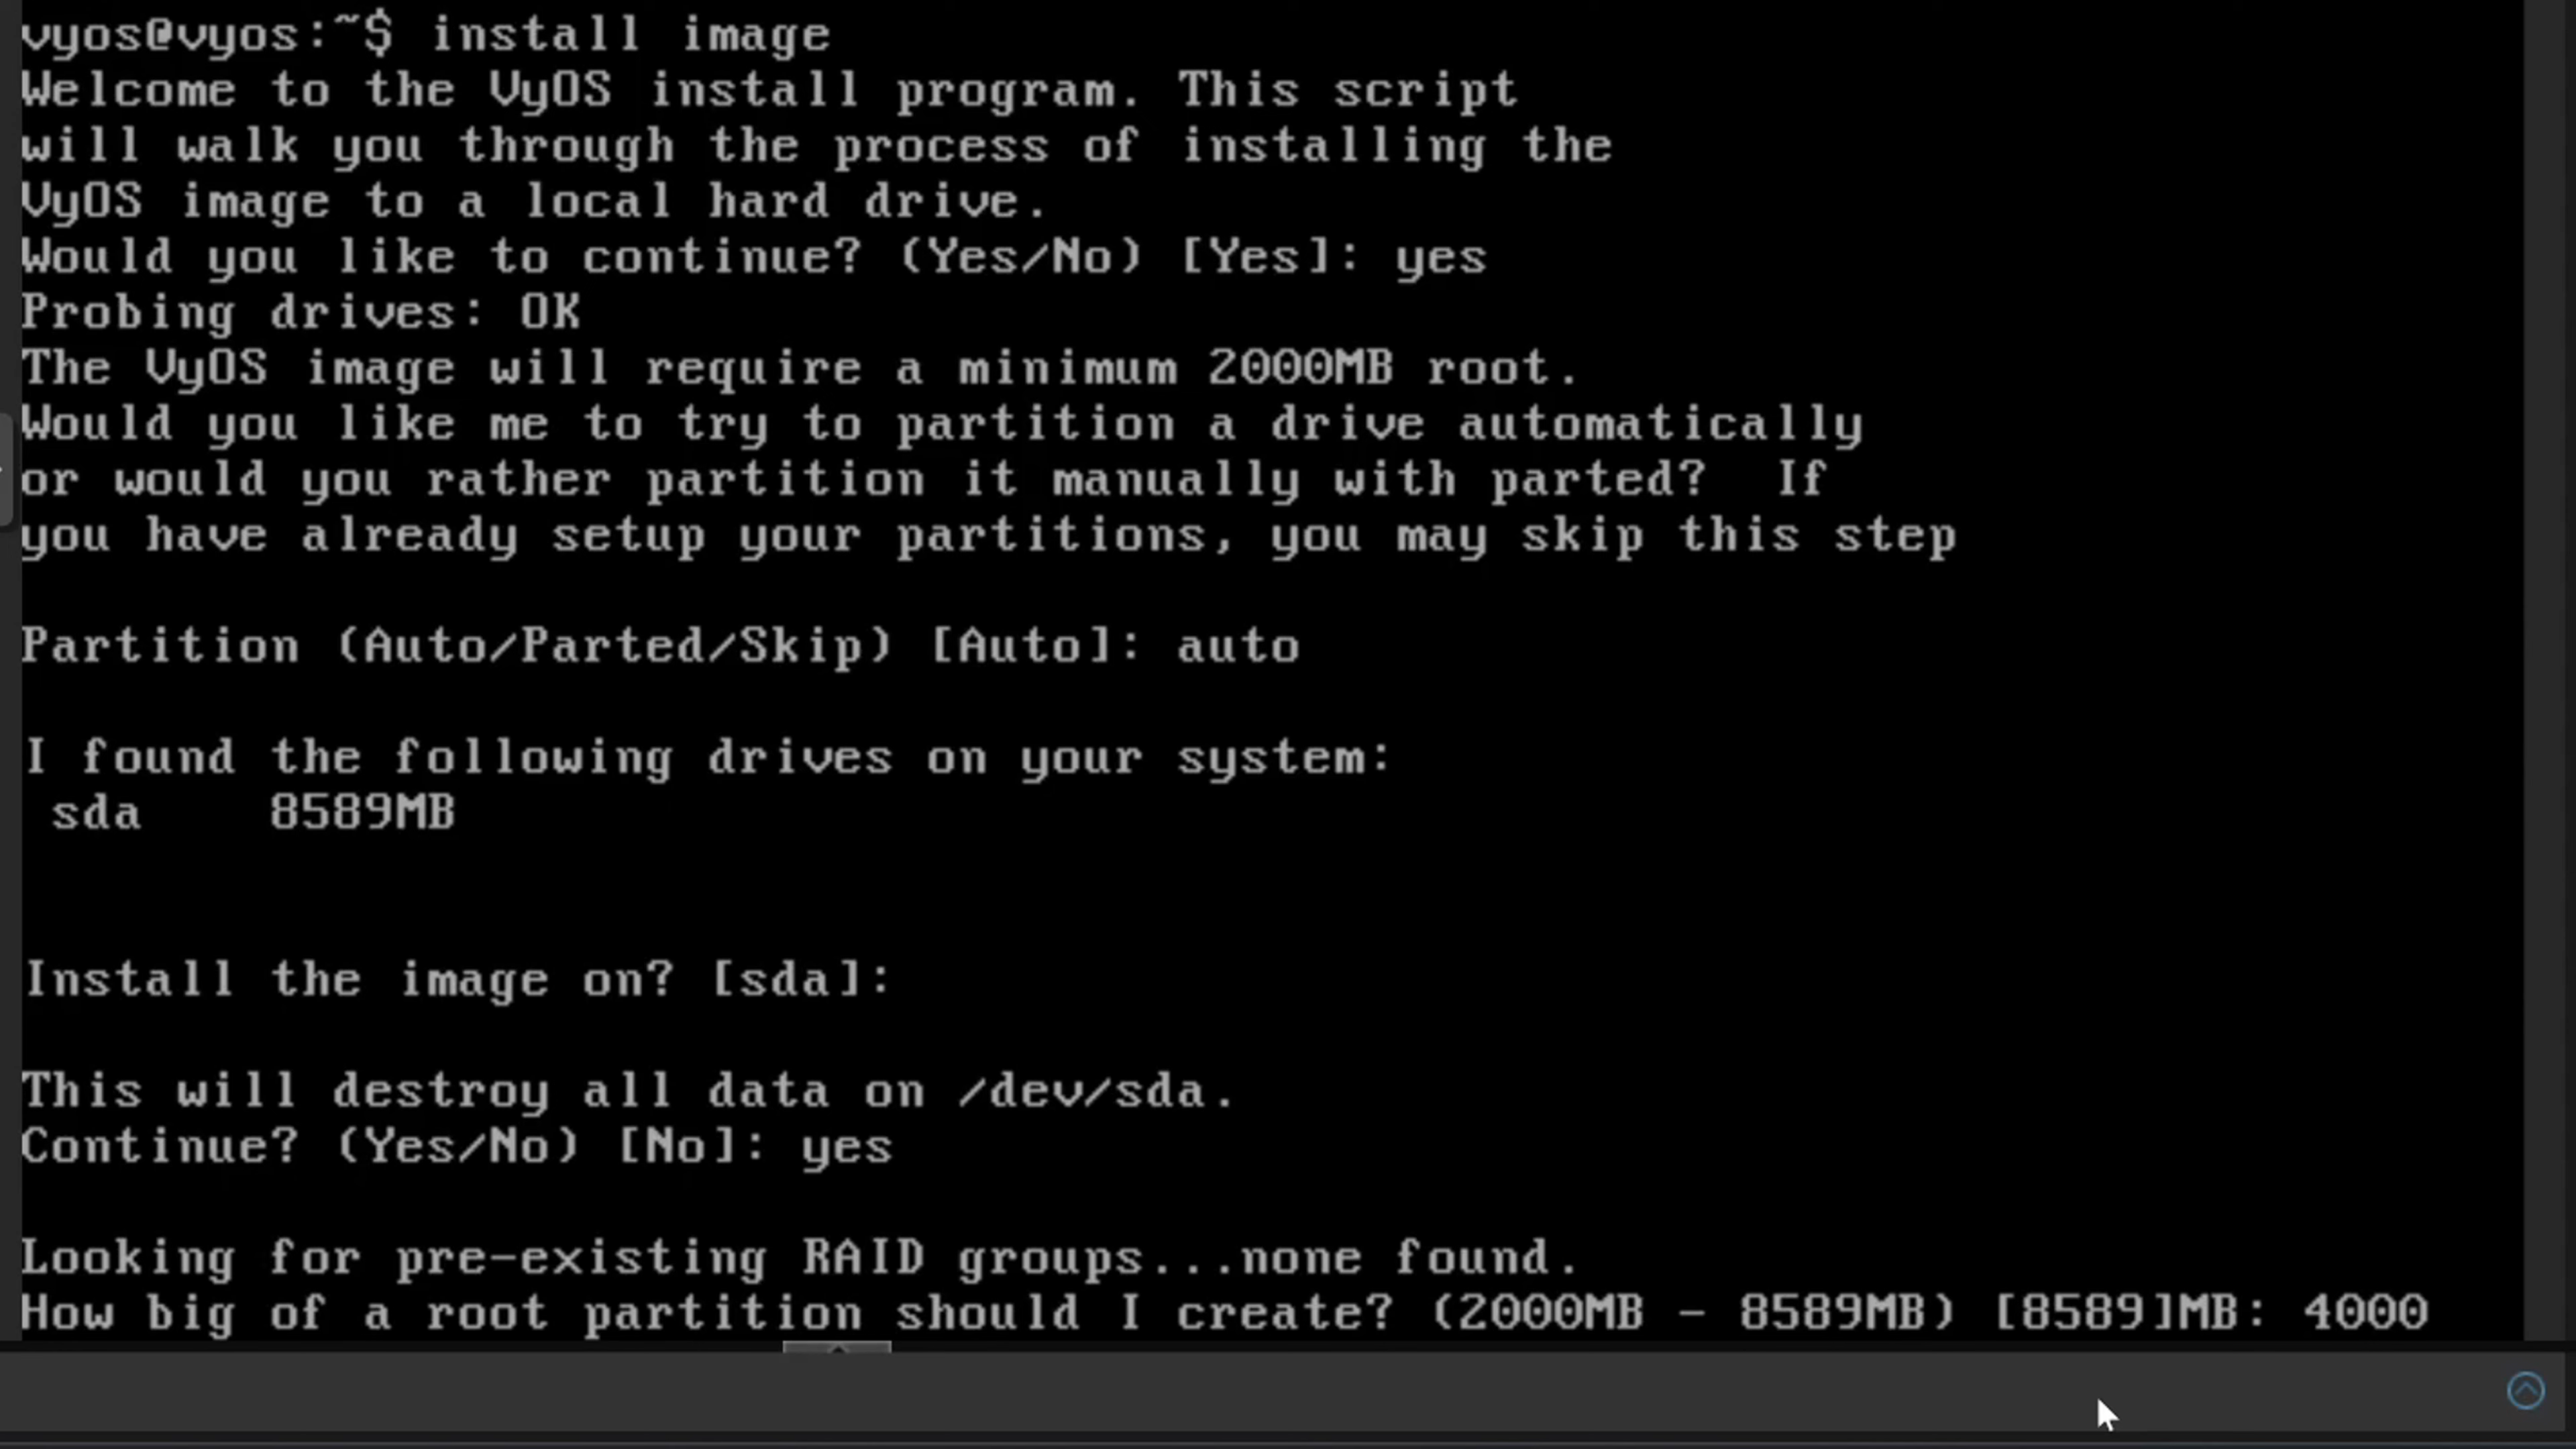 vyos@vyos:~$ install image
Welcome to the VyOS install program. This script
will walk you through the process of installing the
VyOS image to a local hard drive.
Would you like to continue? (Yes/No) [Yes]: yes
Probing drives: OK
The VyOS image will require a minimum 2000MB root.
Would you like me to try to partition a drive automatically
or would you rather partition it manually with parted?  If
you have already setup your partitions, you may skip this step
Partition (Auto/Parted/Skip) [Auto]: auto
I found the following drives on your system:
 sda    8589MB
Install the image on? [sda]:
This will destroy all data on /dev/sda.
Continue? (Yes/No) [No]: yes
Looking for pre-existing RAID groups...none found.
How big of a root partition should I create? (2000MB - 8589MB) [8589]MB: 4000